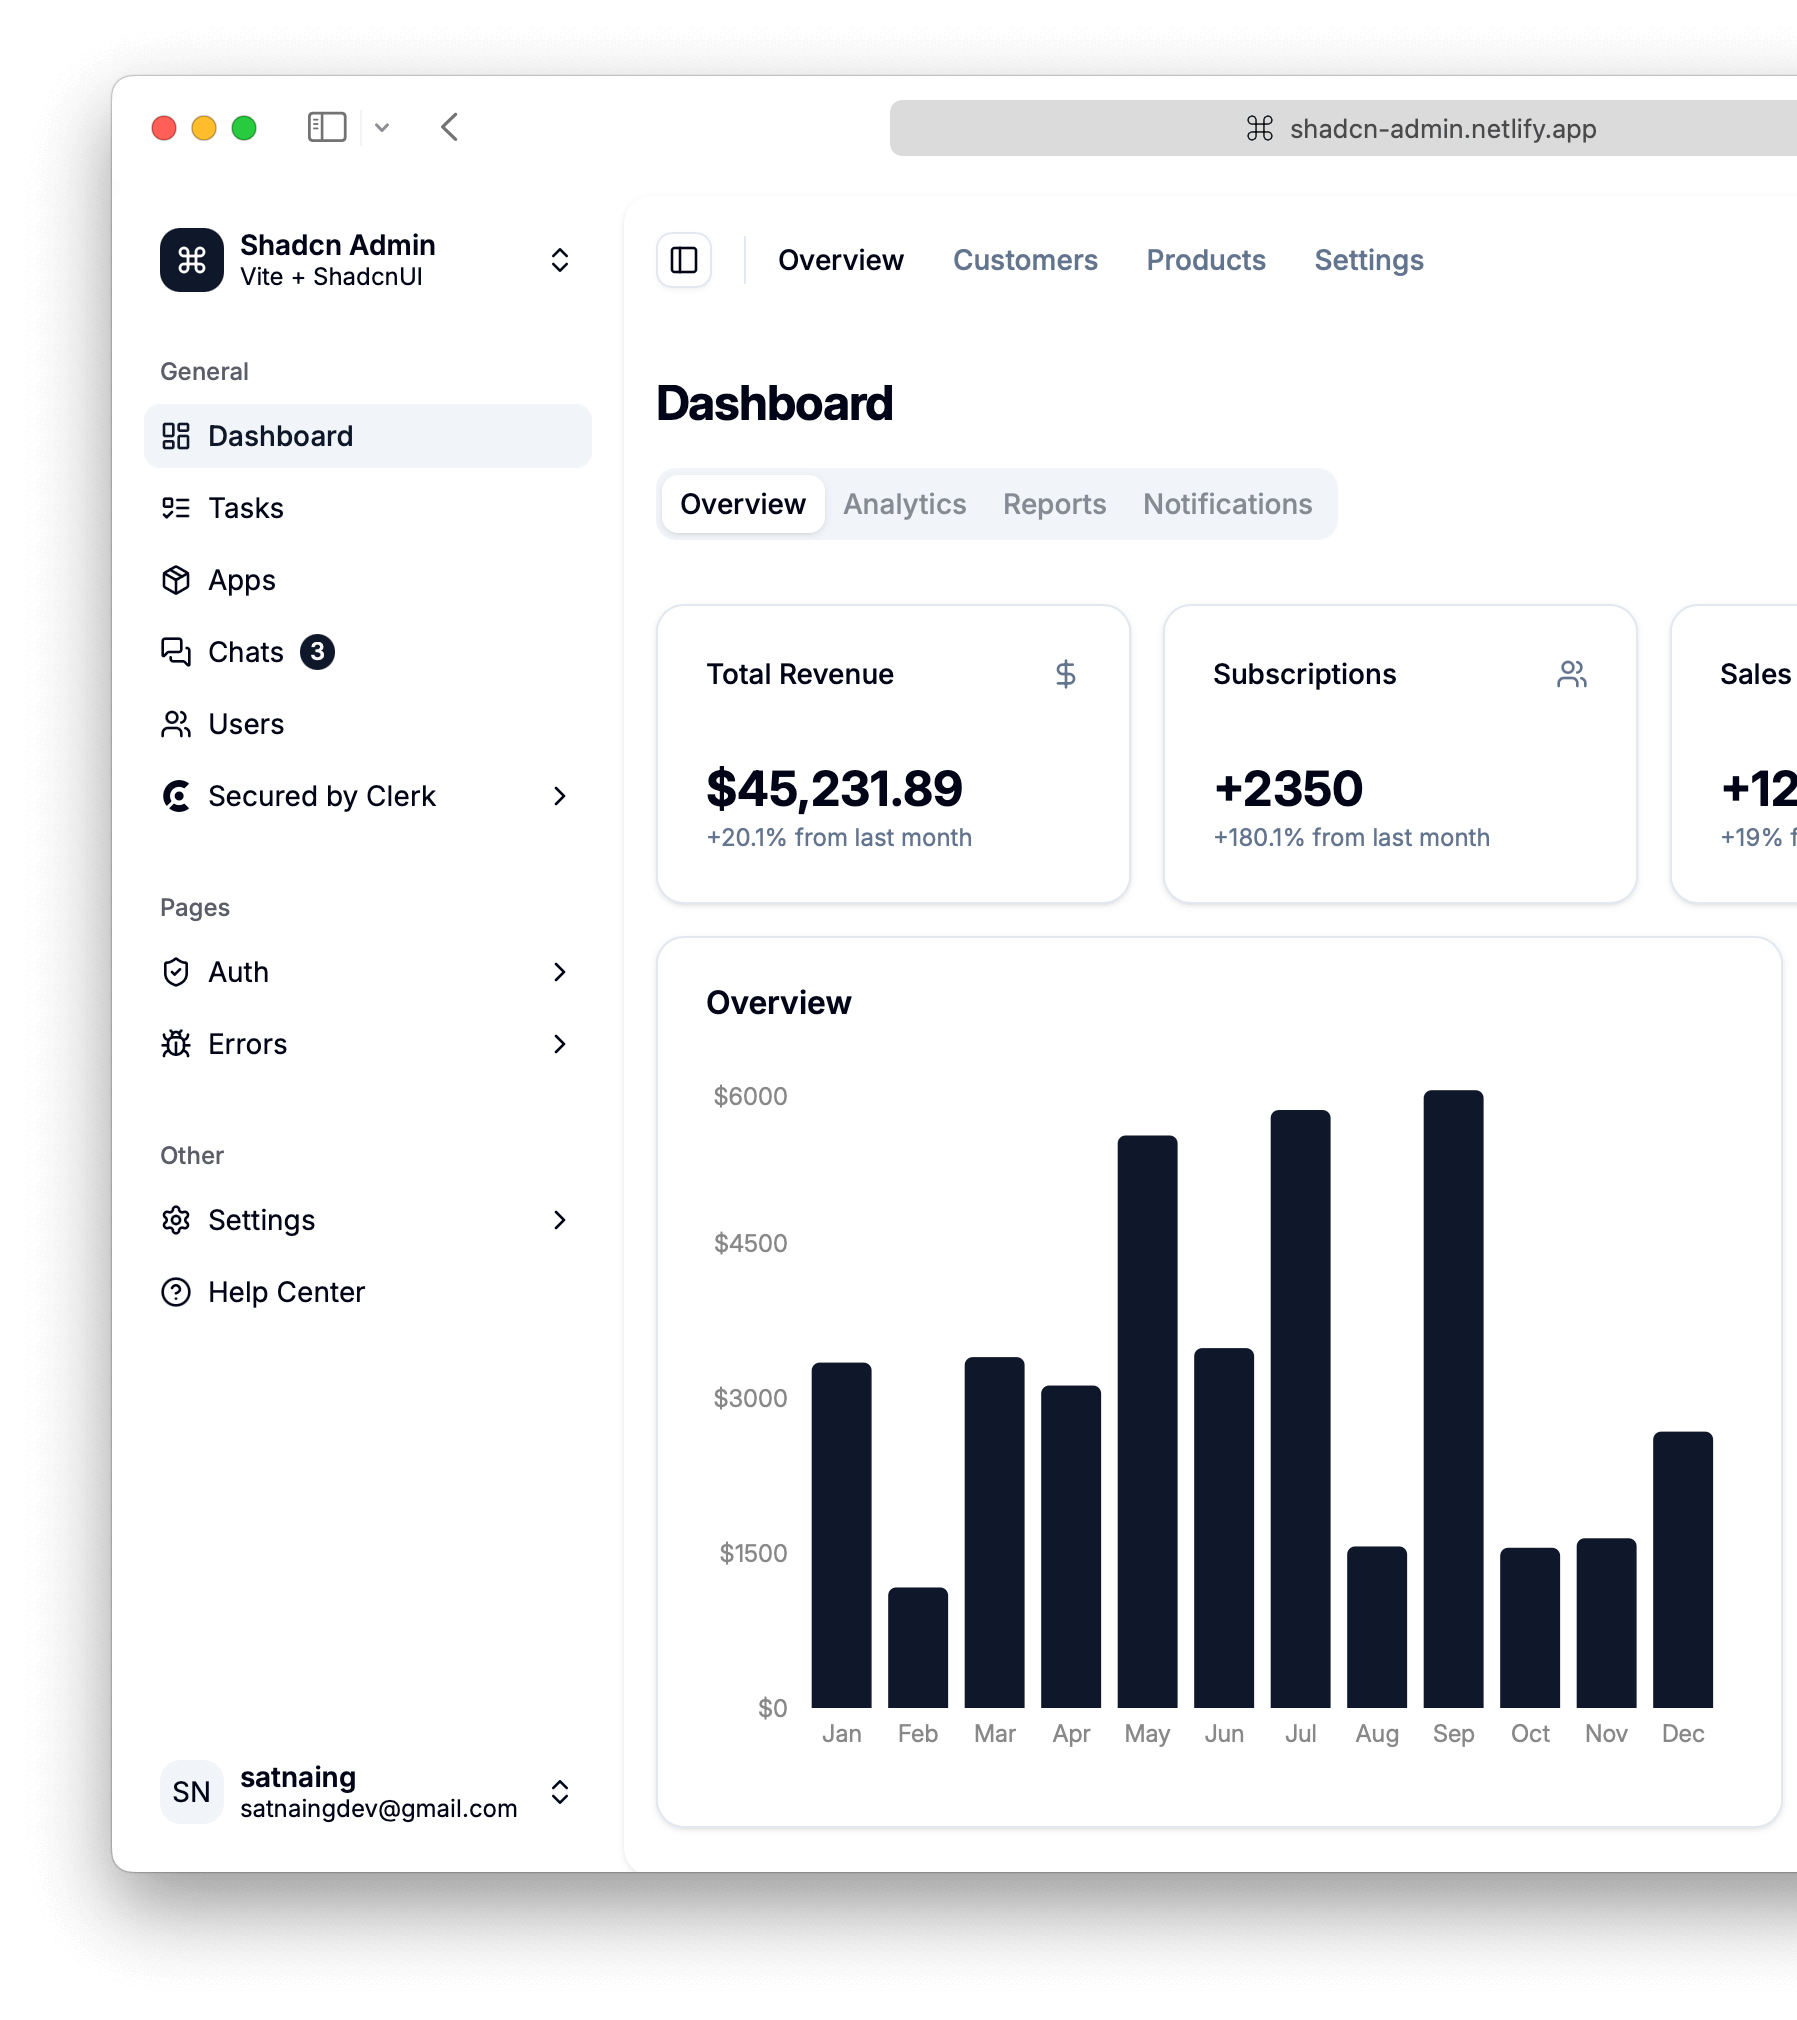 shadcn-admin.netlify.app
Shadcn Admin
Vite + ShadcnUI
General
Dashboard
Tasks
Apps
Chats 3
Users
Secured by Clerk
Pages
Auth
Errors
Other
Settings
Help Center
SN
satnaing
satnaingdev@gmail.com
Overview Customers Products Settings
Dashboard
Overview Analytics Reports Notifications
Total Revenue $
$45,231.89
+20.1% from last month
Subscriptions
+2350
+180.1% from last month
Sales
+12
+19%
Overview
$6000
$4500
$3000
$1500
$0
Jan Feb Mar Apr May Jun Jul Aug Sep Oct Nov Dec